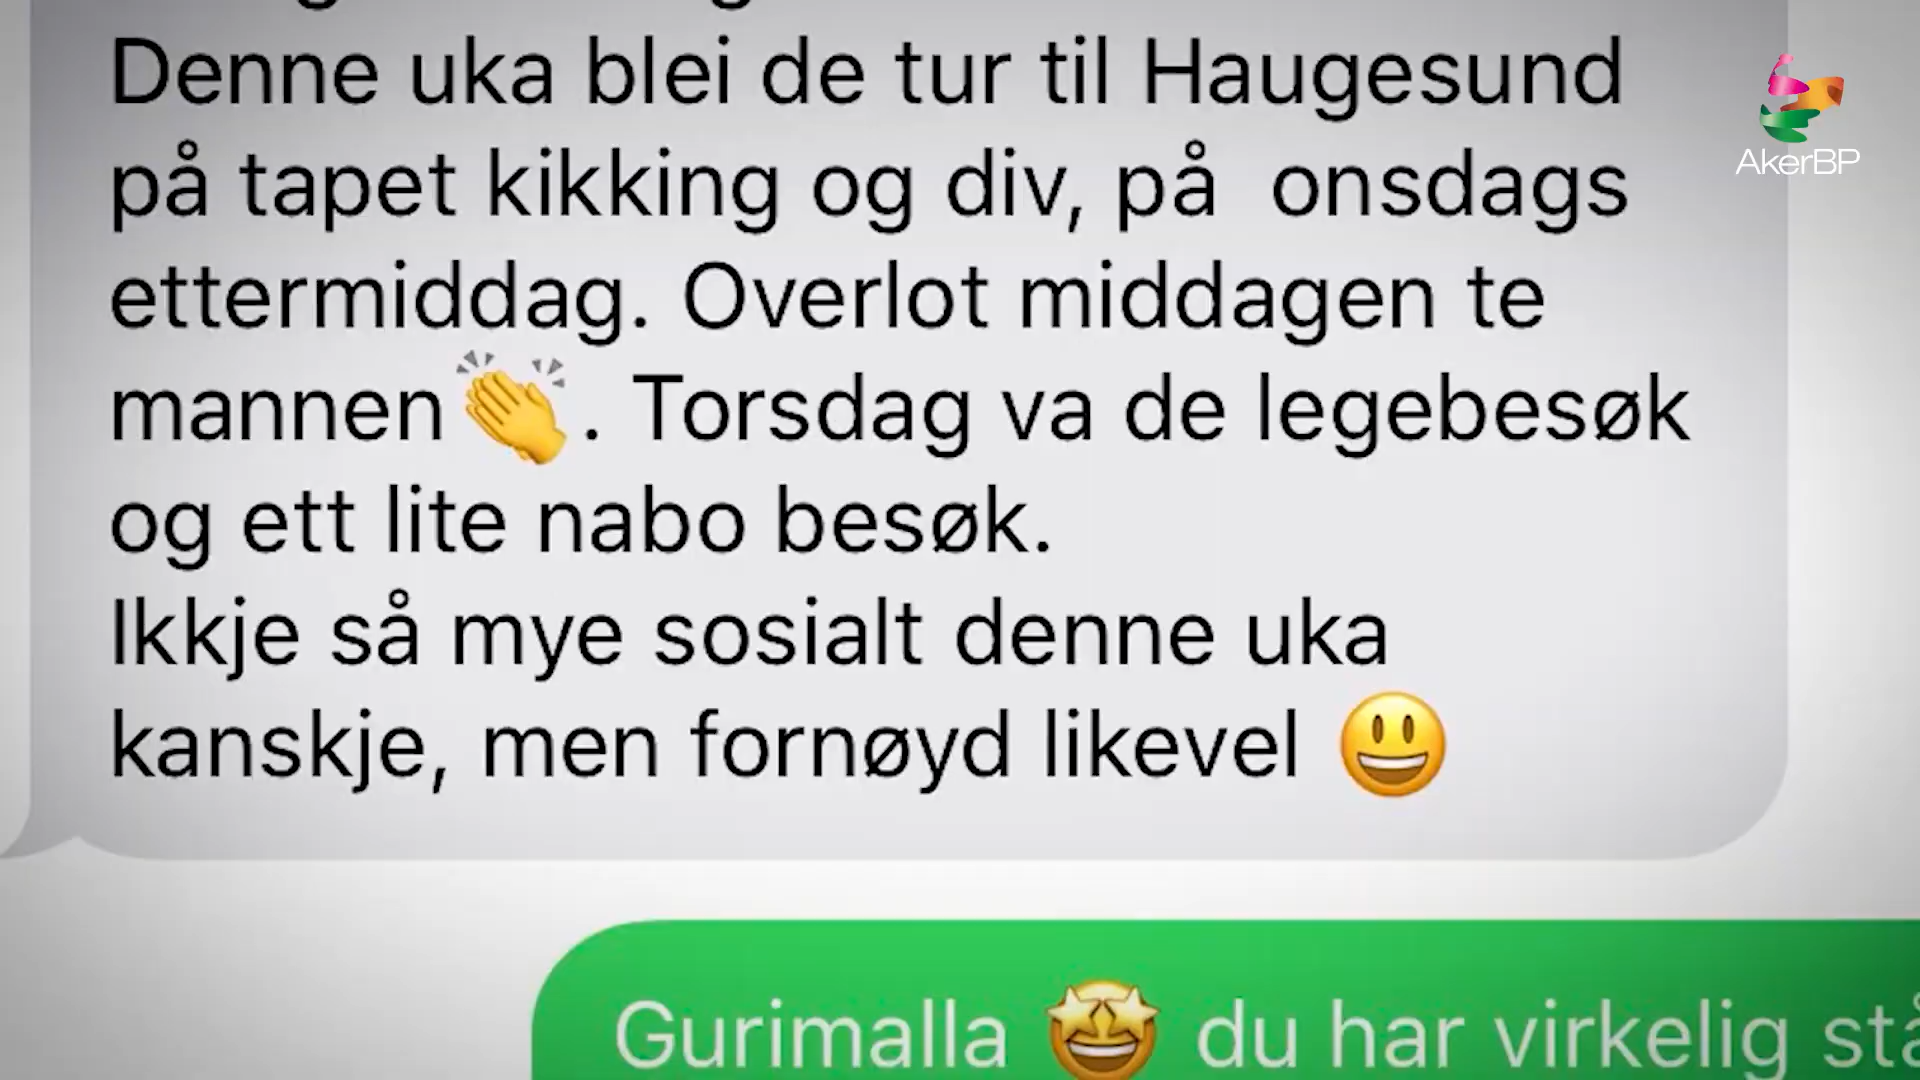 Denne uka blei de tur til Haugesund
på tapet kikking og div, på  onsdags
ettermiddag. Overlot middagen te
mannen👏. Torsdag va de legebesøk
og ett lite nabo besøk.
Ikkje så mye sosialt denne uka
kanskje, men fornøyd likevel 😃
Gurimalla 🤩 du har virkelig
AkerBP